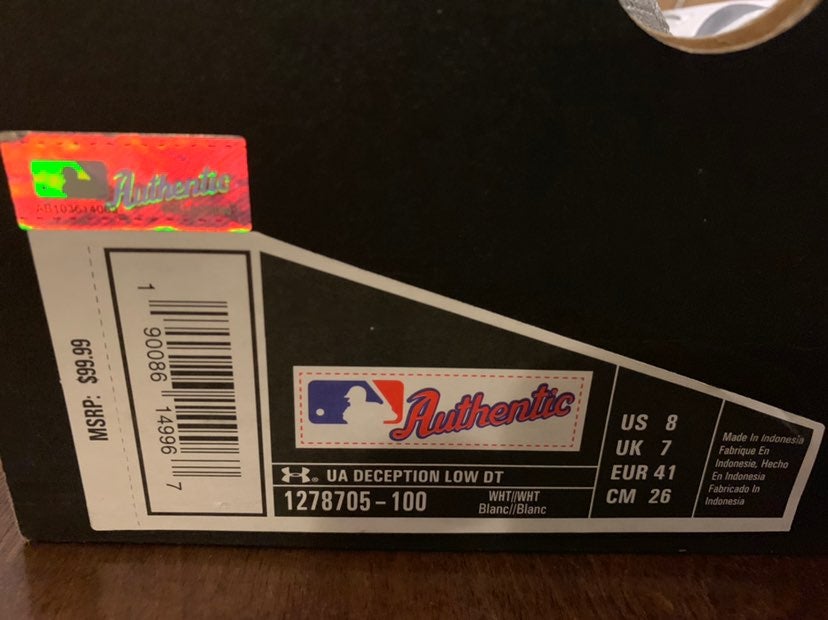 Authentic
MSRP: $99.99
1 90086 14996 7
Authentic
UA DECEPTION LOW DT
1278705-100
WHT//WHT
Blanc//Blanc
US 8
UK 7
EUR 41
CM 26
Made In Indonesia
Fabrique En
Indonesie, Hecho
En Indonesia
Fabricado In
Indonesia